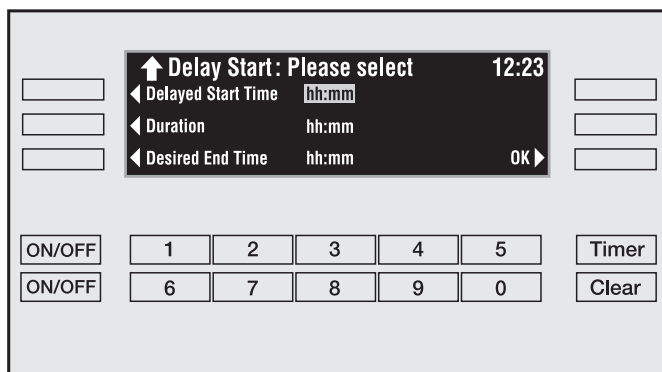 Delay Start: Please select 12:23
Delayed Start Time hh:mm
Duration hh:mm
Desired End Time hh:mm OK
ON/OFF 1 2 3 4 5 Timer
ON/OFF 6 7 8 9 0 Clear